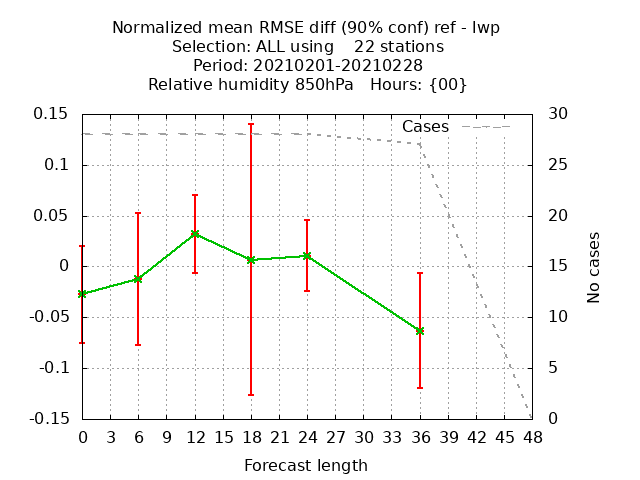 Normalized mean RMSE diff (90% conf) ref - lwp
Selection: ALL using    22 stations
Period: 20210201-20210228
Relative humidity 850hPa   Hours: {00}
Cases
0.15
0.1
0.05
0
-0.05
-0.1
-0.15
30
25
20
15
10
5
0
No cases
0 3 6 9 12 15 18 21 24 27 30 33 36 39 42 45 48
Forecast length